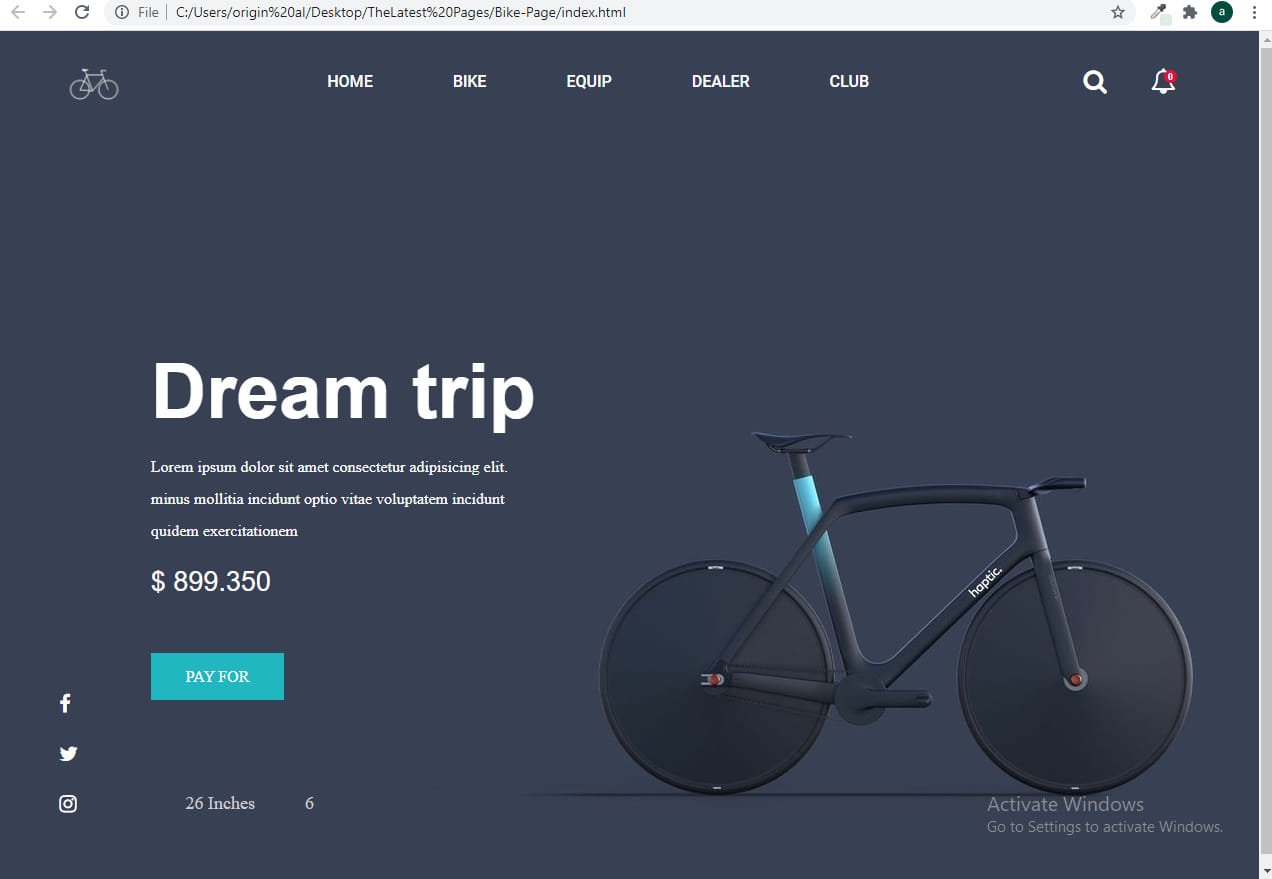 File
C:/Users/origin%20al/Desktop/TheLatest%20Pages/Bike-Page/index.html
a
HOME BIKE EQUIP DEALER CLUB
0
Dream trip
Lorem ipsum dolor sit amet consectetur adipisicing elit.
minus mollitia incidunt optio vitae voluptatem incidunt
quidem exercitationem
$ 899.350
haptic.
PAY FOR
26 Inches 6
Activate Windows
Go to Settings to activate Windows.